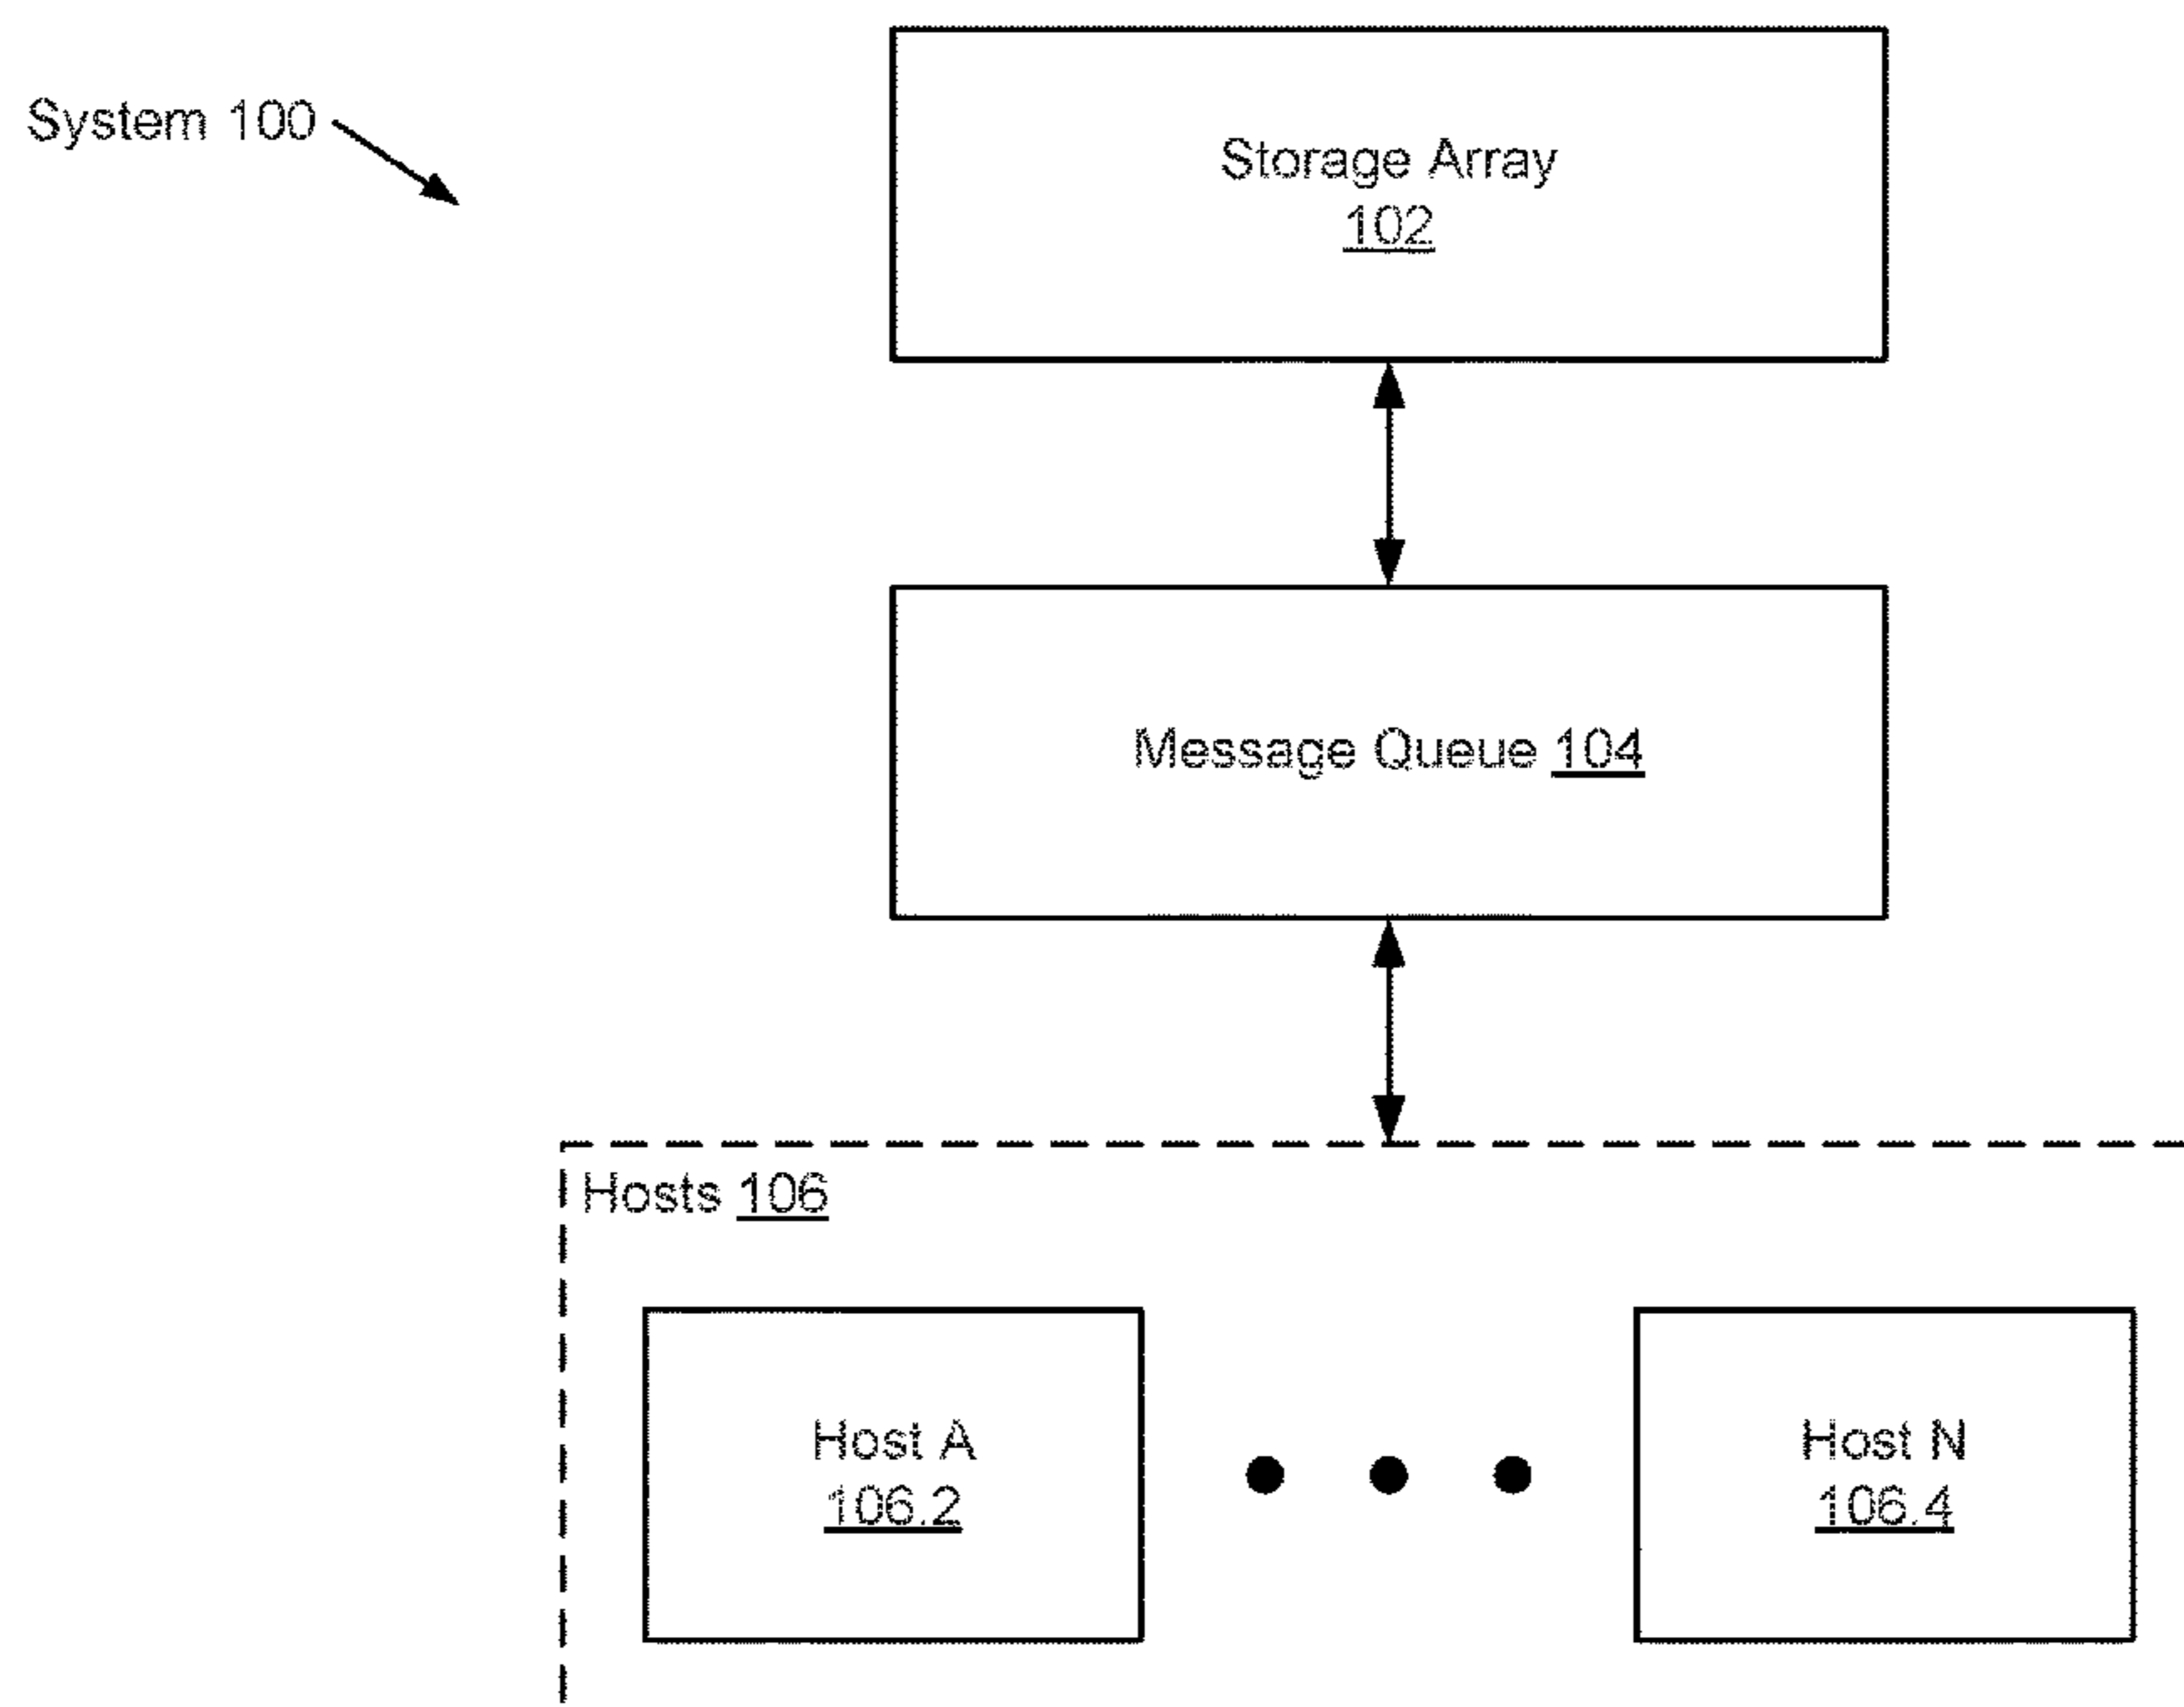 System 100
Storage Array
102
Message Queue 104
Hosts 106
Host A
106.2
Host N
106.4